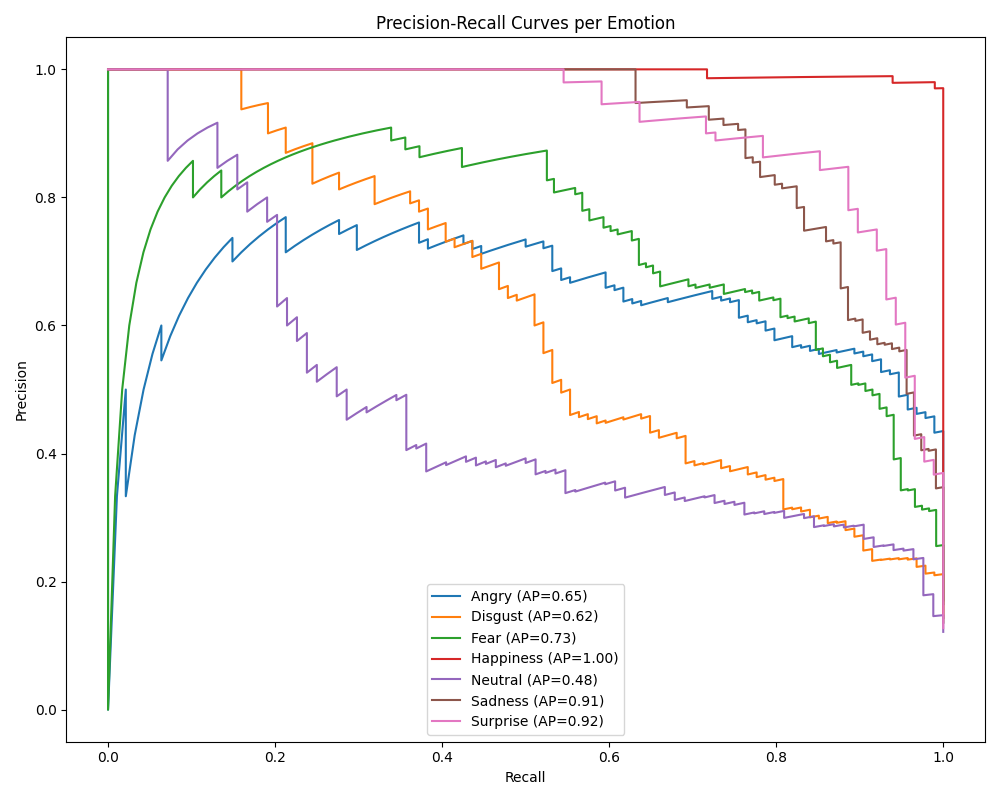 Precision-Recall Curves per Emotion
1.0
0.8
0.6
0.4
0.2
0.0
Precision
0.0 0.2 0.4 0.6 0.8 1.0
Recall
Angry (AP=0.65)
Disgust (AP=0.62)
Fear (AP=0.73)
Happiness (AP=1.00)
Neutral (AP=0.48)
Sadness (AP=0.91)
Surprise (AP=0.92)